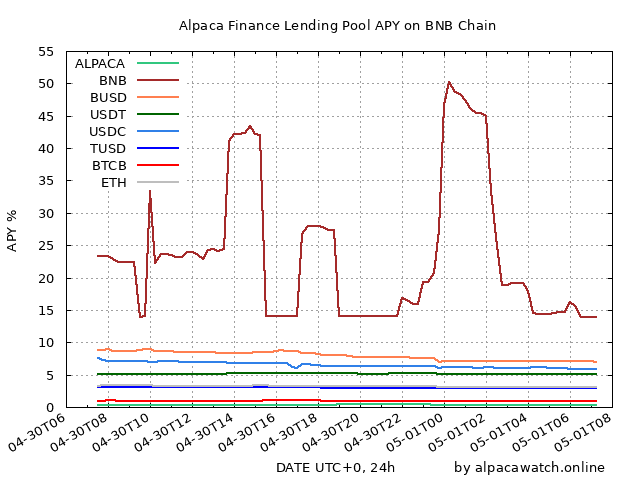 Alpaca Finance Lending Pool APY on BNB Chain
APY %
55
50
45
40
35
30
25
20
15
10
5
0
ALPACA
BNB
BUSD
USDT
USDC
TUSD
BTCB
ETH
04-30T06
04-30T08
04-30T10
04-30T12
04-30T14
04-30T16
04-30T18
04-30T20
04-30T22
05-01T00
05-01T02
05-01T04
05-01T06
05-01T08
DATE UTC+0, 24h
by alpacawatch.online